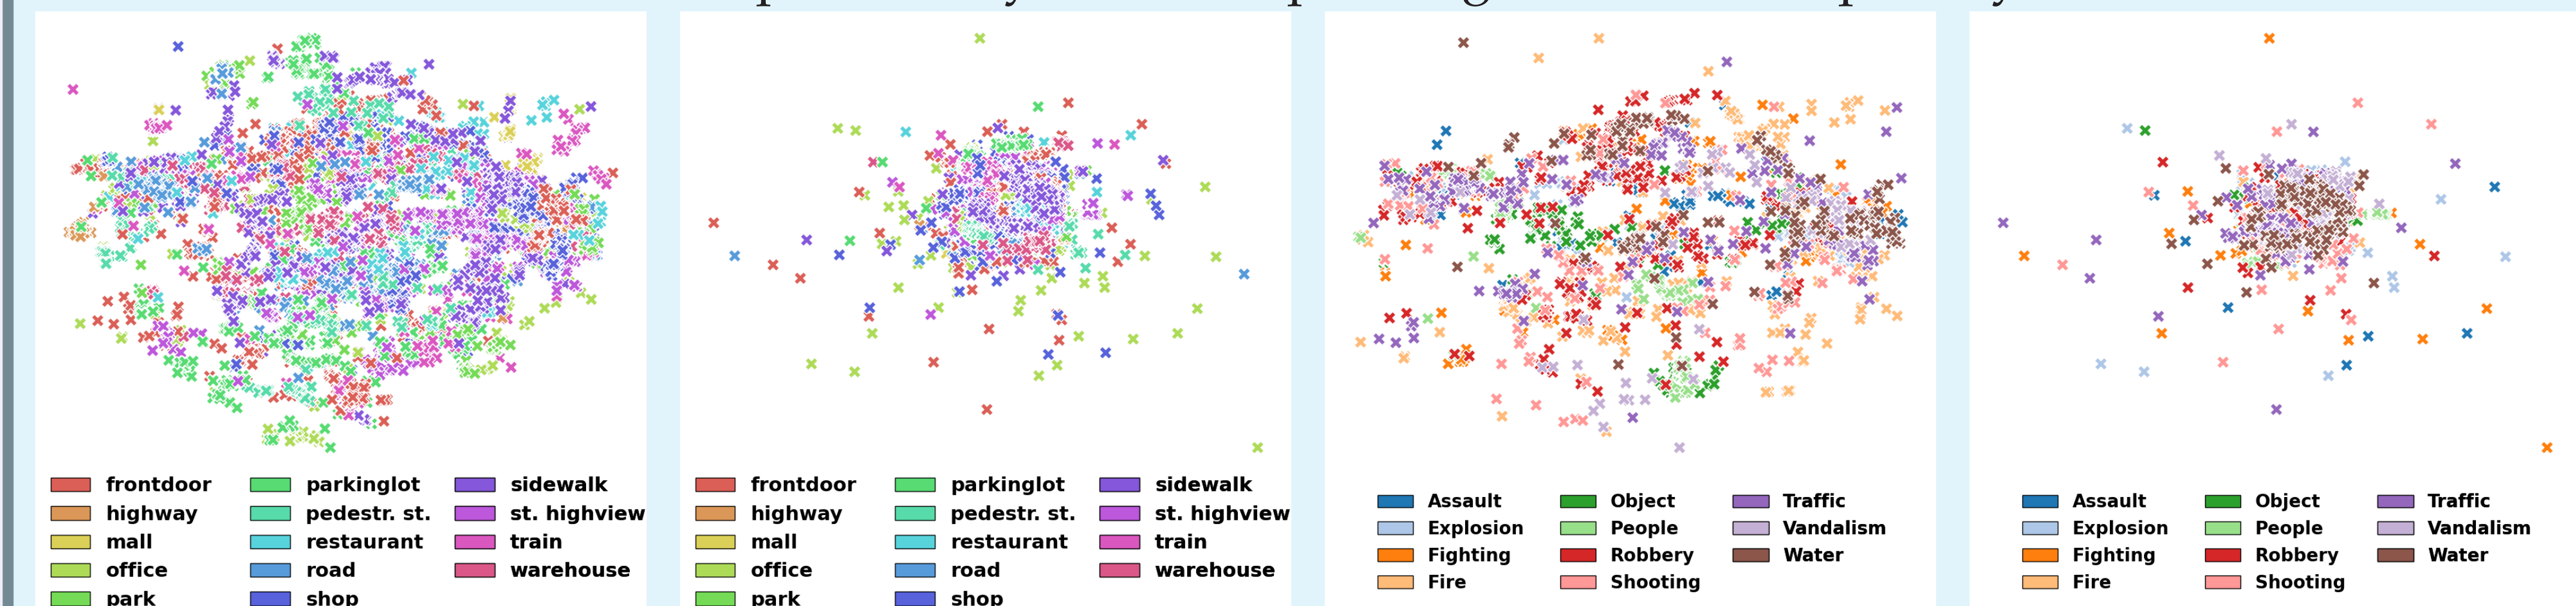 frontdoor parkinglot sidewalk
highway pedestr. st. st. highview
mall restaurant train
office road warehouse
park shop
frontdoor parkinglot sidewalk
highway pedestr. st. st. highview
mall restaurant train
office road warehouse
park shop
Assault Object Traffic
Explosion People Vandalism
Fighting Robbery Water
Fire Shooting
Assault Object Traffic
Explosion People Vandalism
Fighting Robbery Water
Fire Shooting